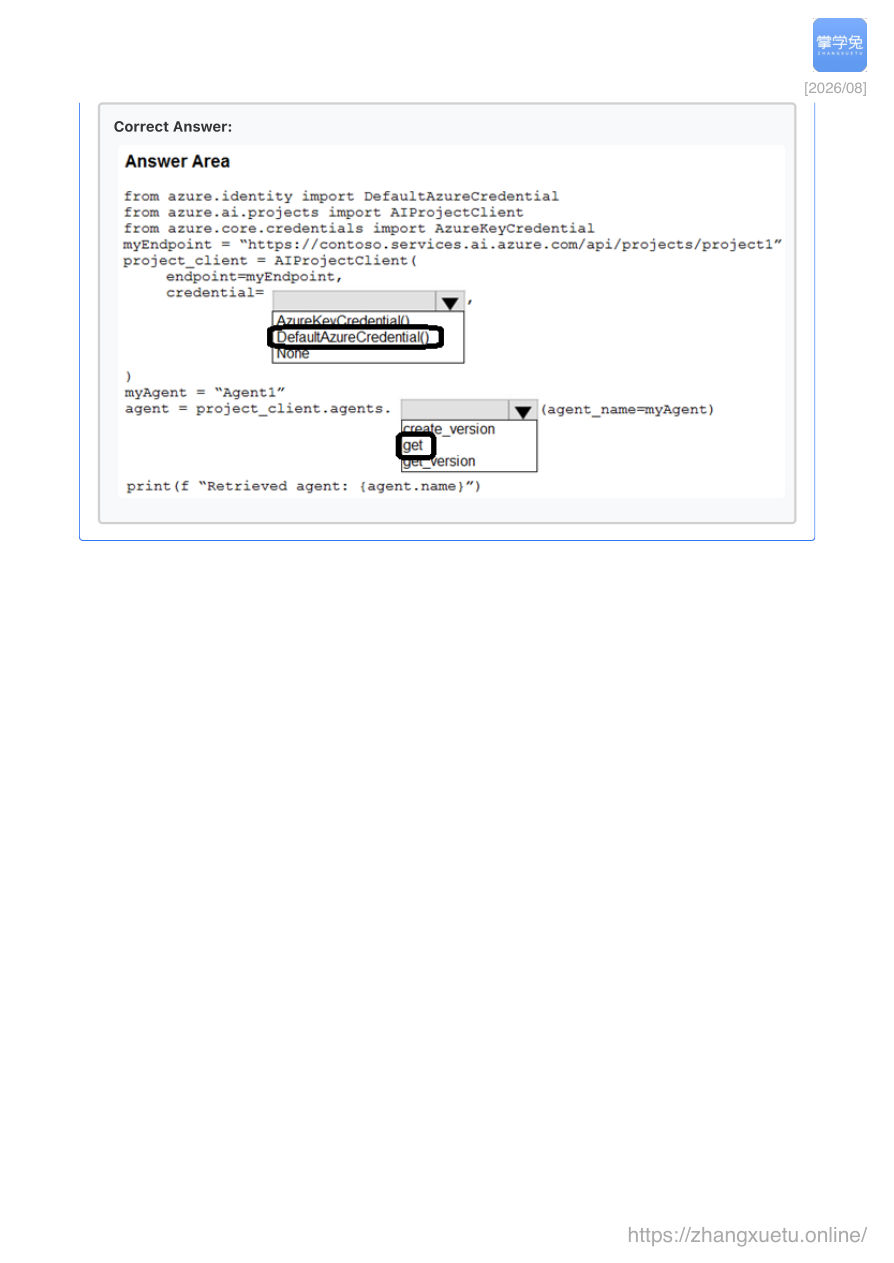 掌学兔
ZHANGXUETU
[2026/08]
Correct Answer:
Answer Area
from azure.identity import DefaultAzureCredential
from azure.ai.projects import AIProjectClient
from azure.core.credentials import AzureKeyCredential
myEndpoint = “https://contoso.services.ai.azure.com/api/projects/project1”
project_client = AIProjectClient(
endpoint=myEndpoint,
credential= ,
AzureKeyCredential()
DefaultAzureCredential()
None
)
myAgent = “Agent1”
agent = project_client.agents. (agent_name=myAgent)
create_version
get
get_version
print(f “Retrieved agent: {agent.name}”)
https://zhangxuetu.online/